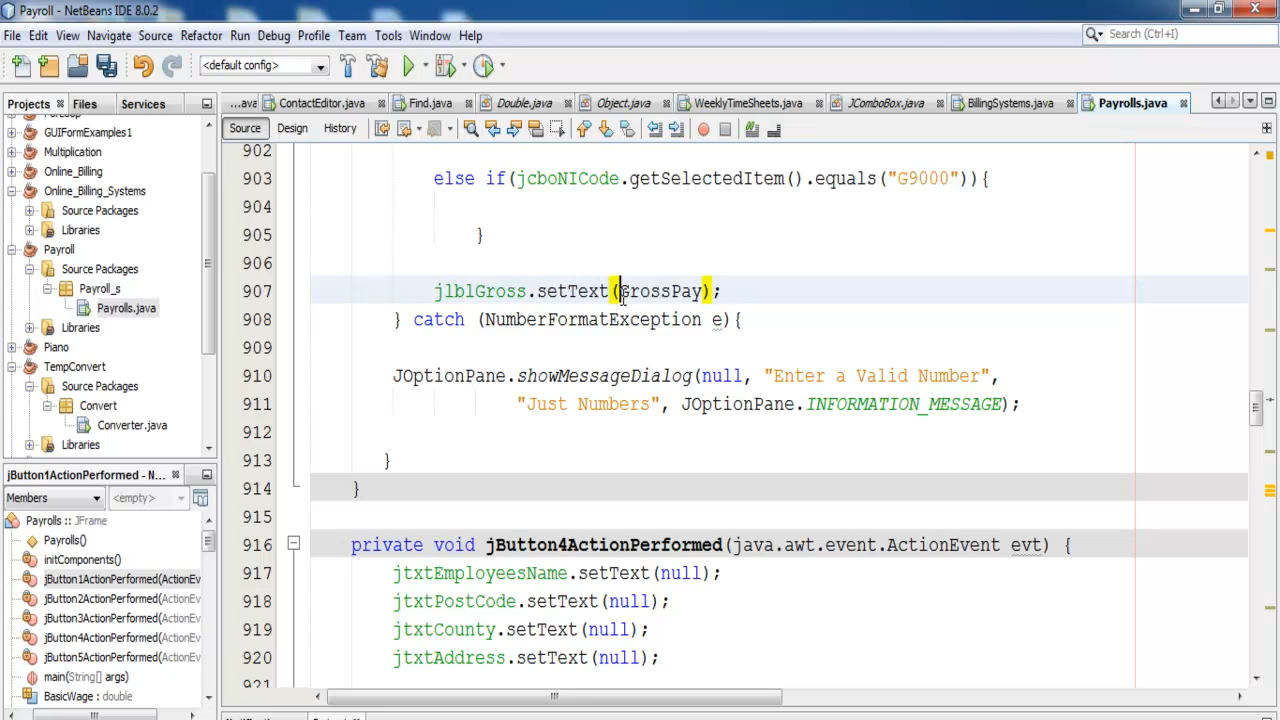 Payroll - NetBeans IDE 8.0.2
File Edit View Navigate Source Refactor Run Debug Profile Team Tools Window Help
Search (Ctrl+I)
<default config>
Projects Files Services
...ava ContactEditor.java Find.java Double.java Object.java WeeklyTimeSheets.java JComboBox.java BillingSystems.java Payrolls.java
Source Design History
GUIFormExamples1
Multiplication
Online_Billing
Online_Billing_Systems
Source Packages
Libraries
Payroll
Source Packages
Payroll_s
Payrolls.java
Libraries
Piano
TempConvert
Source Packages
Convert
Converter.java
Libraries
jButton1ActionPerformed - N...
Members <empty>
Payrolls :: JFrame
Payrolls()
initComponents()
jButton1ActionPerformed(ActionEv
jButton2ActionPerformed(ActionEv
jButton3ActionPerformed(ActionEv
jButton4ActionPerformed(ActionEv
jButton5ActionPerformed(ActionEv
main(String[] args)
BasicWage : double
902
903 else if(jcboNICode.getSelectedItem().equals("G9000")){
904
905 }
906
907 jlblGross.setText(GrossPay);
908 } catch (NumberFormatException e){
909
910 JOptionPane.showMessageDialog(null, "Enter a Valid Number",
911 "Just Numbers", JOptionPane.INFORMATION_MESSAGE);
912
913 }
914 }
915
916 private void jButton4ActionPerformed(java.awt.event.ActionEvent evt) {
917 jtxtEmployeesName.setText(null);
918 jtxtPostCode.setText(null);
919 jtxtCounty.setText(null);
920 jtxtAddress.setText(null);
921